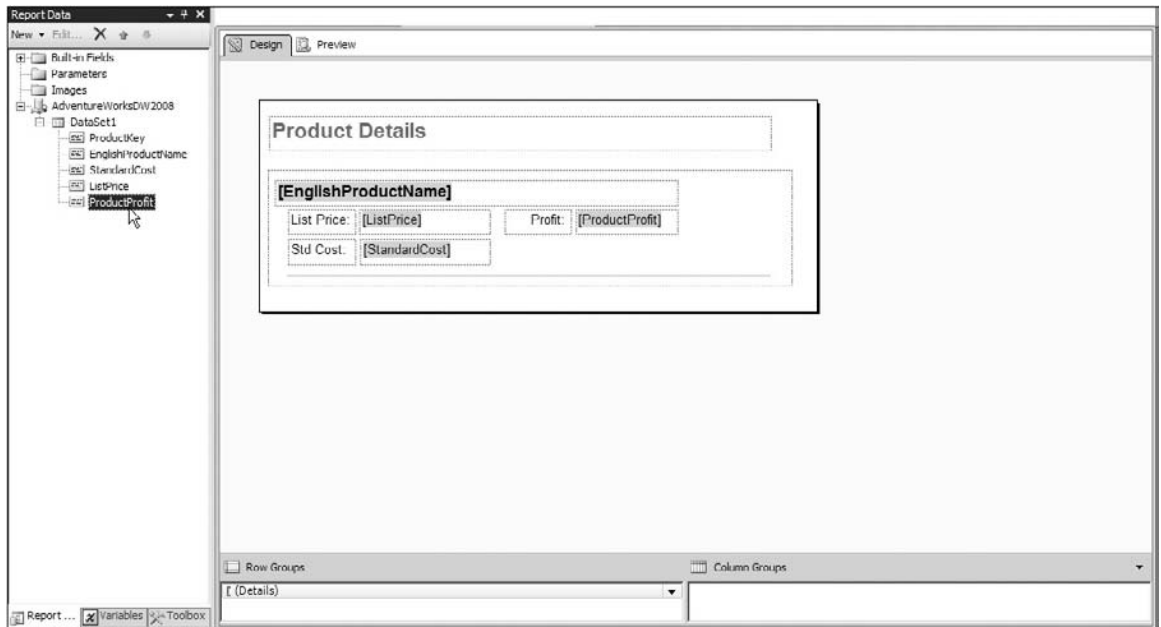 Report Data
New Edit...
Built-in Fields
Parameters
Images
AdventureWorksDW2008
DataSet1
ProductKey
EnglishProductName
StandardCost
ListPrice
ProductProfit
Report ... Variables Toolbox
Design Preview
Product Details
[EnglishProductName]
List Price: [ListPrice] Profit: [ProductProfit]
Std Cost: [StandardCost]
Row Groups Column Groups
(Details)